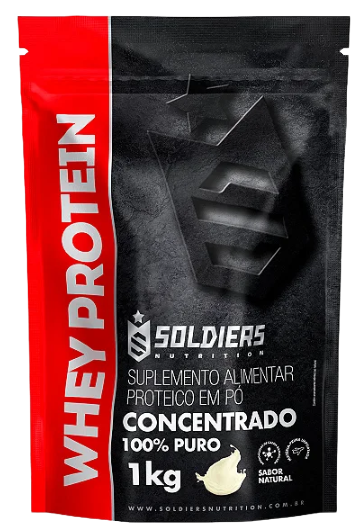 WHEY PROTEIN
SOLDIERS
NUTRITION
SUPLEMENTO ALIMENTAR
PROTEICO EM PÓ
CONCENTRADO
100% PURO
1kg
SABOR
NATURAL
WWW.SOLDIERSNUTRITION.COM.BR